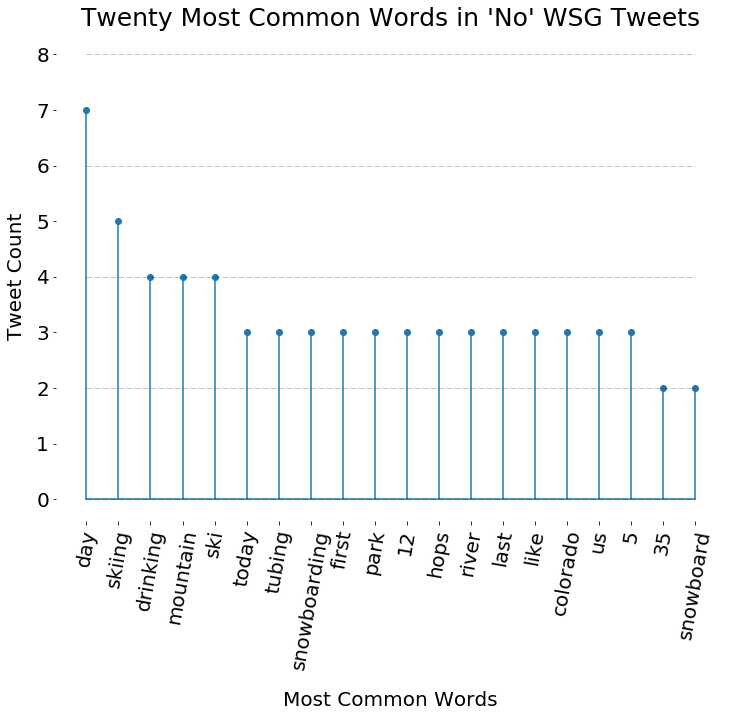 Twenty Most Common Words in 'No' WSG Tweets
8
7
6
5
4
3
2
1
0
Tweet Count
day
skiing
drinking
mountain
ski
today
tubing
snowboarding
first
park
12
hops
river
last
like
colorado
us
5
35
snowboard
Most Common Words